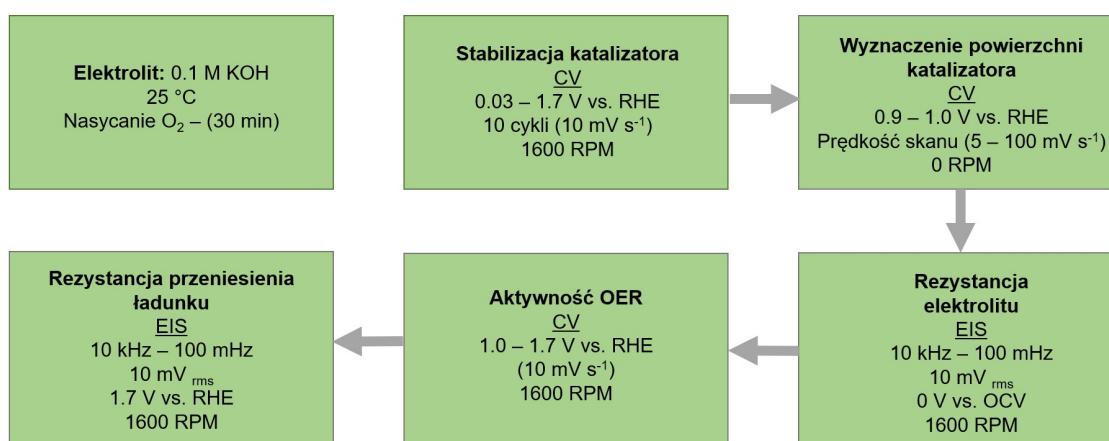 Elektrolit: 0.1 M KOH
25 °C
Nasycanie O₂ – (30 min)
Stabilizacja katalizatora
CV
0.03 – 1.7 V vs. RHE
10 cykli (10 mV s⁻¹)
1600 RPM
Wyznaczenie powierzchni
katalizatora
CV
0.9 – 1.0 V vs. RHE
Prędkość skanu (5 – 100 mV s⁻¹)
0 RPM
Rezystancja
elektrolitu
EIS
10 kHz – 100 mHz
10 mV rms
0 V vs. OCV
1600 RPM
Aktywność OER
CV
1.0 – 1.7 V vs. RHE
(10 mV s⁻¹)
1600 RPM
Rezystancja przeniesienia
ładunku
EIS
10 kHz – 100 mHz
10 mV rms
1.7 V vs. RHE
1600 RPM